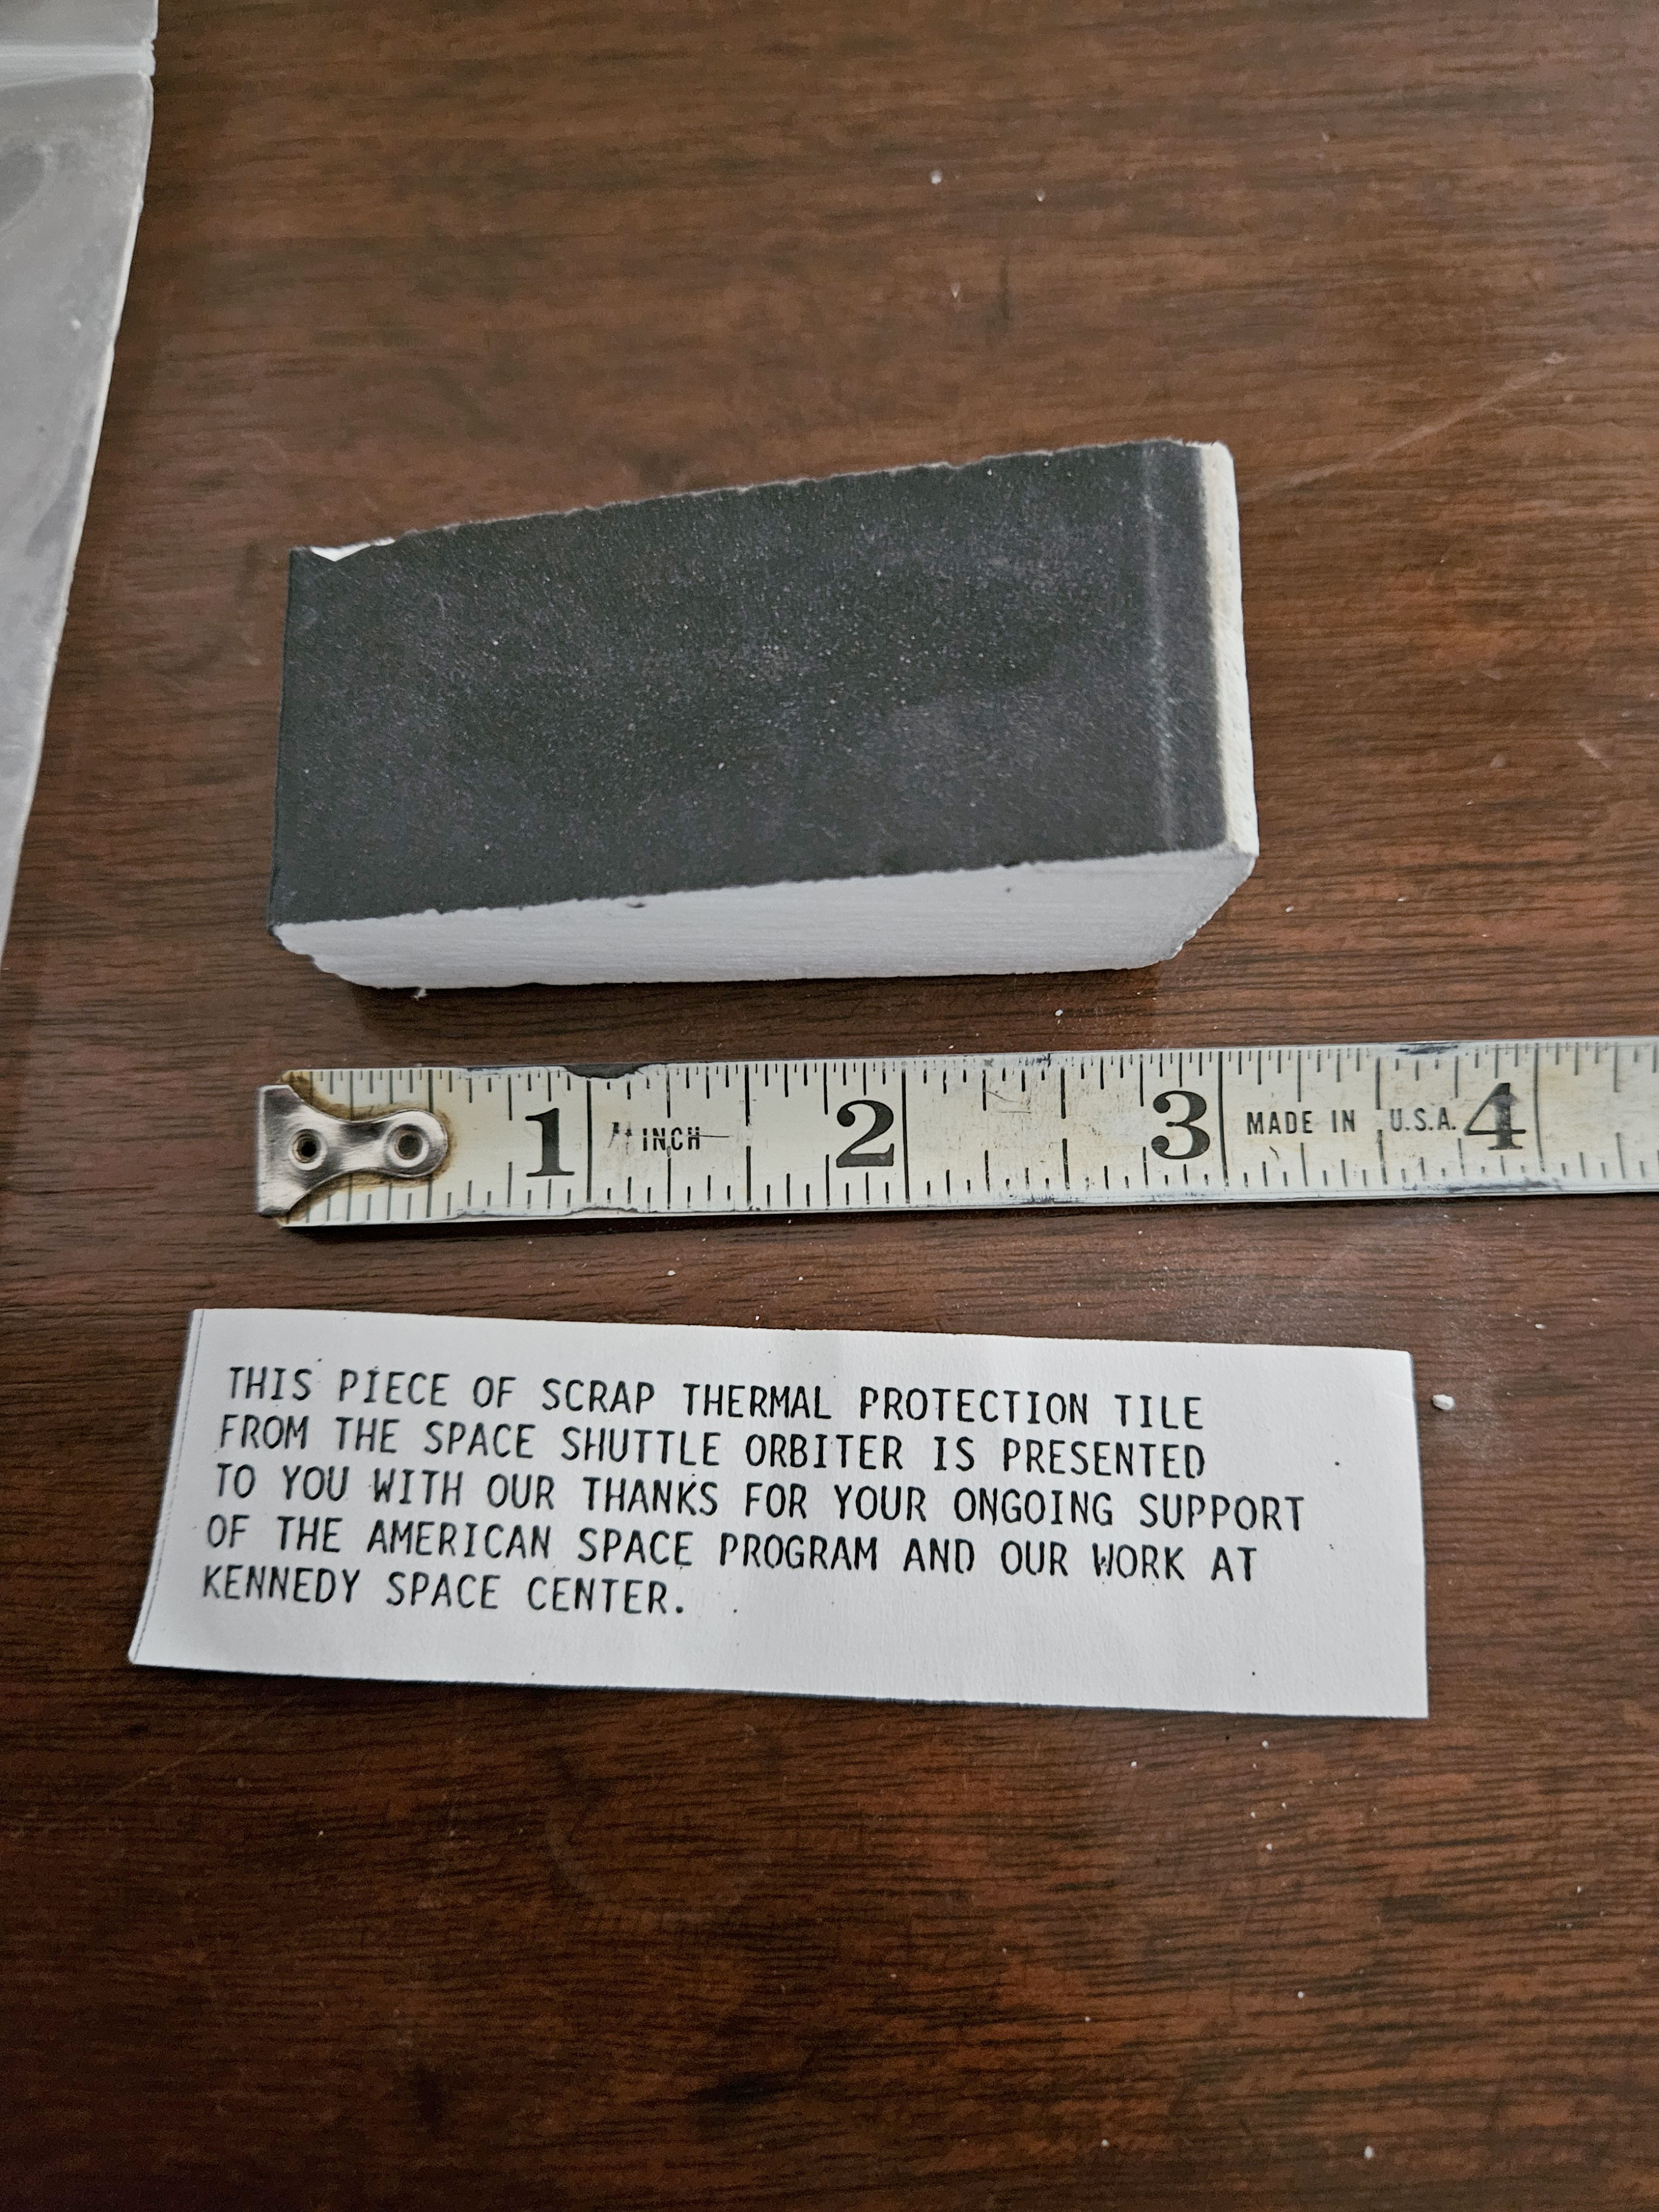 1 INCH 2 3 MADE IN U.S.A. 4
THIS PIECE OF SCRAP THERMAL PROTECTION TILE
FROM THE SPACE SHUTTLE ORBITER IS PRESENTED
TO YOU WITH OUR THANKS FOR YOUR ONGOING SUPPORT
OF THE AMERICAN SPACE PROGRAM AND OUR WORK AT
KENNEDY SPACE CENTER.